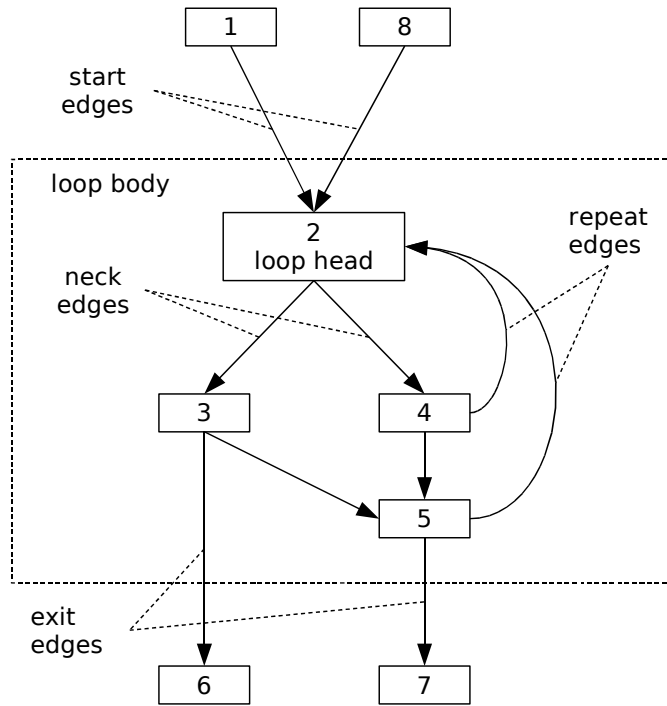 1
8
start
edges
loop body
2
loop head
repeat
edges
neck
edges
3
4
5
exit
edges
6
7